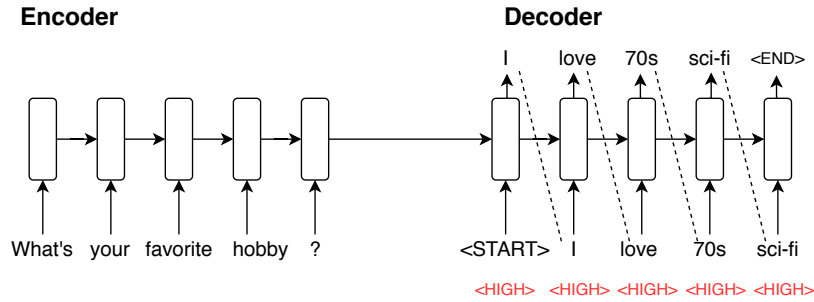 Encoder
Decoder
I love 70s sci-fi <END>
What's your favorite hobby ?
<START> I love 70s sci-fi
<HIGH> <HIGH> <HIGH> <HIGH> <HIGH>